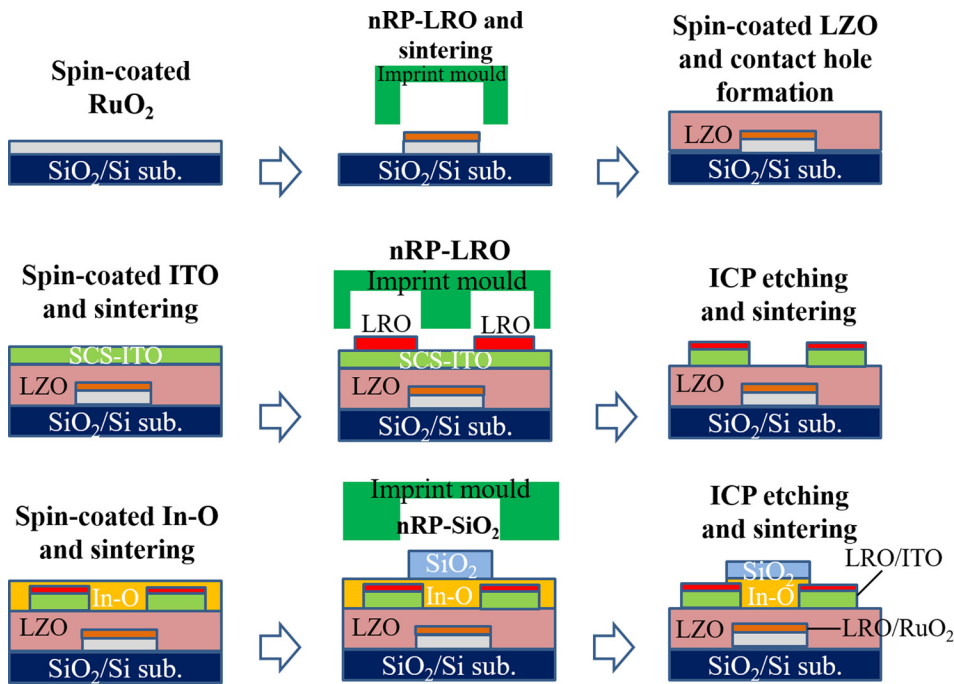 Spin-coated
RuO₂
SiO₂/Si sub.
nRP-LRO and
sintering
Imprint mould
SiO₂/Si sub.
Spin-coated LZO
and contact hole
formation
LZO
SiO₂/Si sub.
Spin-coated ITO
and sintering
SCS-ITO
LZO
SiO₂/Si sub.
nRP-LRO
Imprint mould
LRO
LRO
SCS-ITO
LZO
SiO₂/Si sub.
ICP etching
and sintering
LZO
SiO₂/Si sub.
Spin-coated In-O
and sintering
In-O
LZO
SiO₂/Si sub.
Imprint mould
nRP-SiO₂
SiO₂
In-O
LZO
SiO₂/Si sub.
ICP etching
and sintering
LRO/ITO
SiO₂
In-O
LZO
LRO/RuO₂
SiO₂/Si sub.